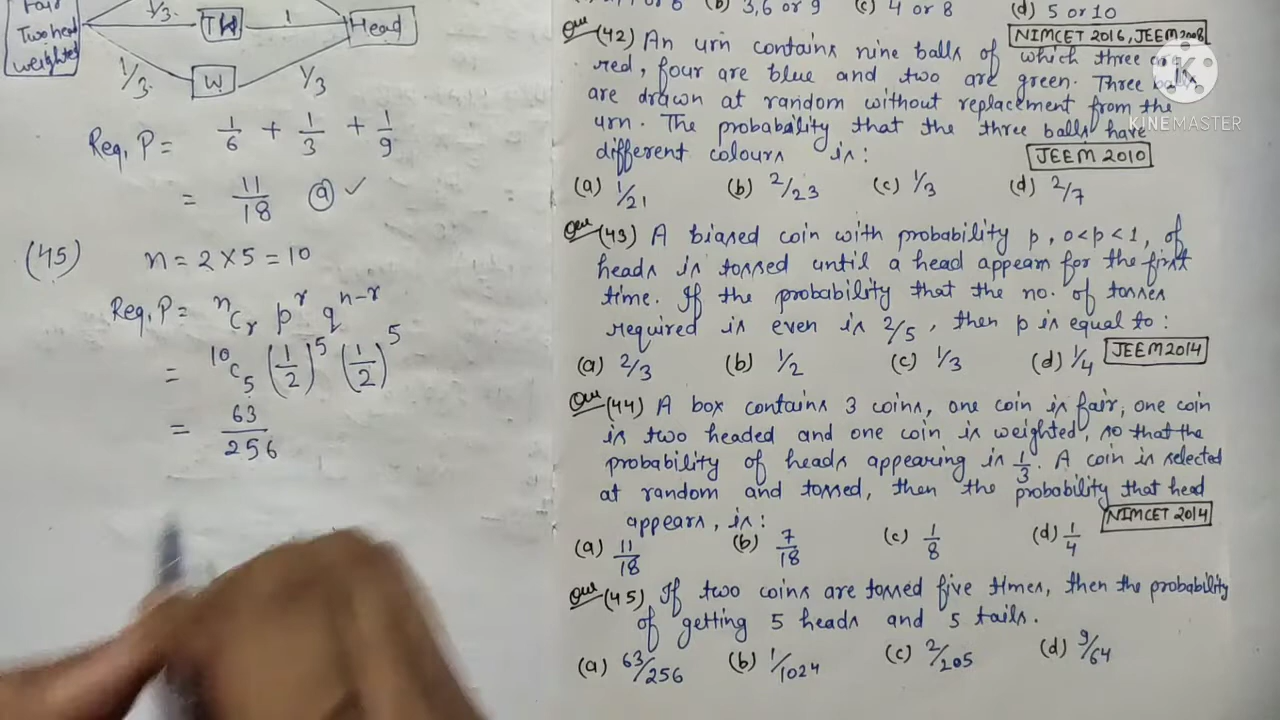 Fair
Two head
weighted
1/3
TH
1
Head
1/3
W
1/3
Req. P = 1/6 + 1/3 + 1/9
= 11/18 (a) ✓
(45) n = 2 × 5 = 10
Req. P = ⁿCᵣ pʳ qⁿ⁻ʳ
= ¹⁰C₅ (1/2)⁵ (1/2)⁵
= 63/256
(b) 3,6 or 9 (c) 4 or 8 (d) 5 or 10
NIMCET 2016, JEEM 2008
Que (42) An urn contains nine balls of which three are
red, four are blue and two are green. Three balls
are drawn at random without replacement from the
urn. The probability that the three balls have
different colours is:
JEEM 2010
(a) 1/21 (b) 2/23 (c) 1/3 (d) 2/7
Que (43) A biased coin with probability p, 0<p<1, of
heads is tossed until a head appears for the first
time. If the probability that the no. of tosses
required is even is 2/5, then p is equal to:
(a) 2/3 (b) 1/2 (c) 1/3 (d) 1/4 JEEM 2014
Que (44) A box contains 3 coins, one coin is fair, one coin
is two headed and one coin is weighted, so that the
probability of heads appearing is 1/3. A coin is selected
at random and tossed, then the probability that head
appears, is: NIMCET 2014
(a) 11/18 (b) 7/18 (c) 1/8 (d) 1/4
Que (45) If two coins are tossed five times, then the probability
of getting 5 heads and 5 tails.
(a) 63/256 (b) 1/1024 (c) 2/205 (d) 9/64
K
KINEMASTER